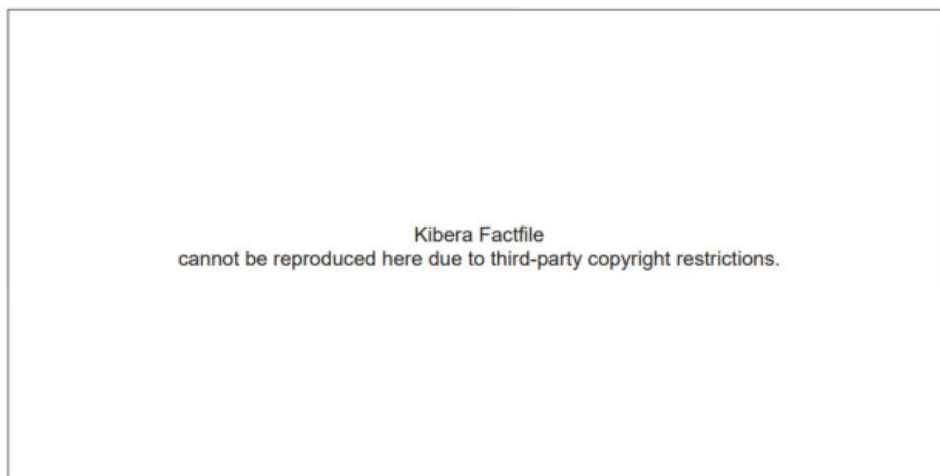 Kibera Factfile
cannot be reproduced here due to third-party copyright restrictions.